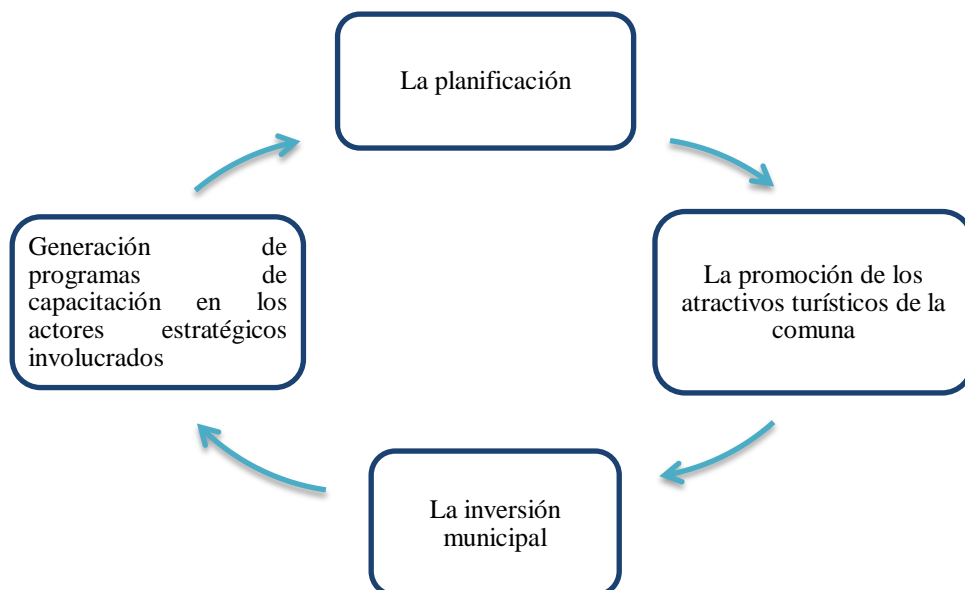 La planificación
La promoción de los
atractivos turísticos de la
comuna
La inversión
municipal
Generación de
programas de
capacitación en los
actores estratégicos
involucrados